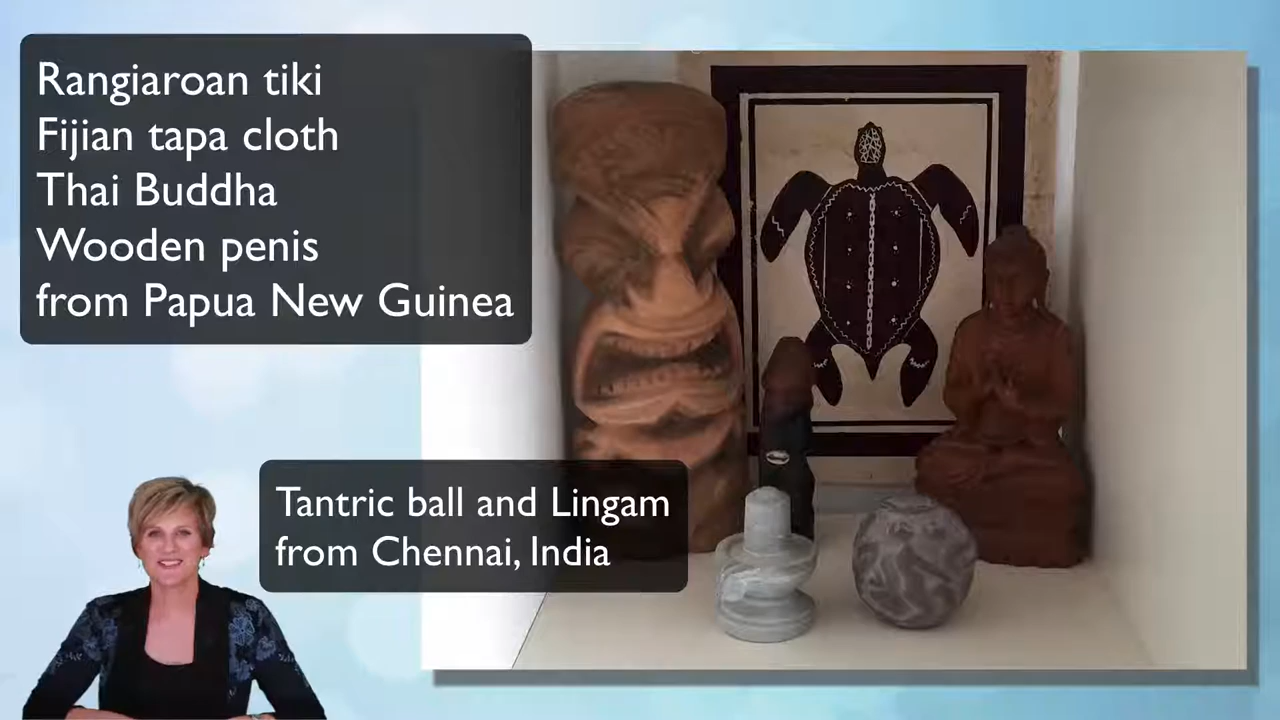 Rangiaroan tiki
Fijian tapa cloth
Thai Buddha
Wooden penis
from Papua New Guinea
Tantric ball and Lingam
from Chennai, India